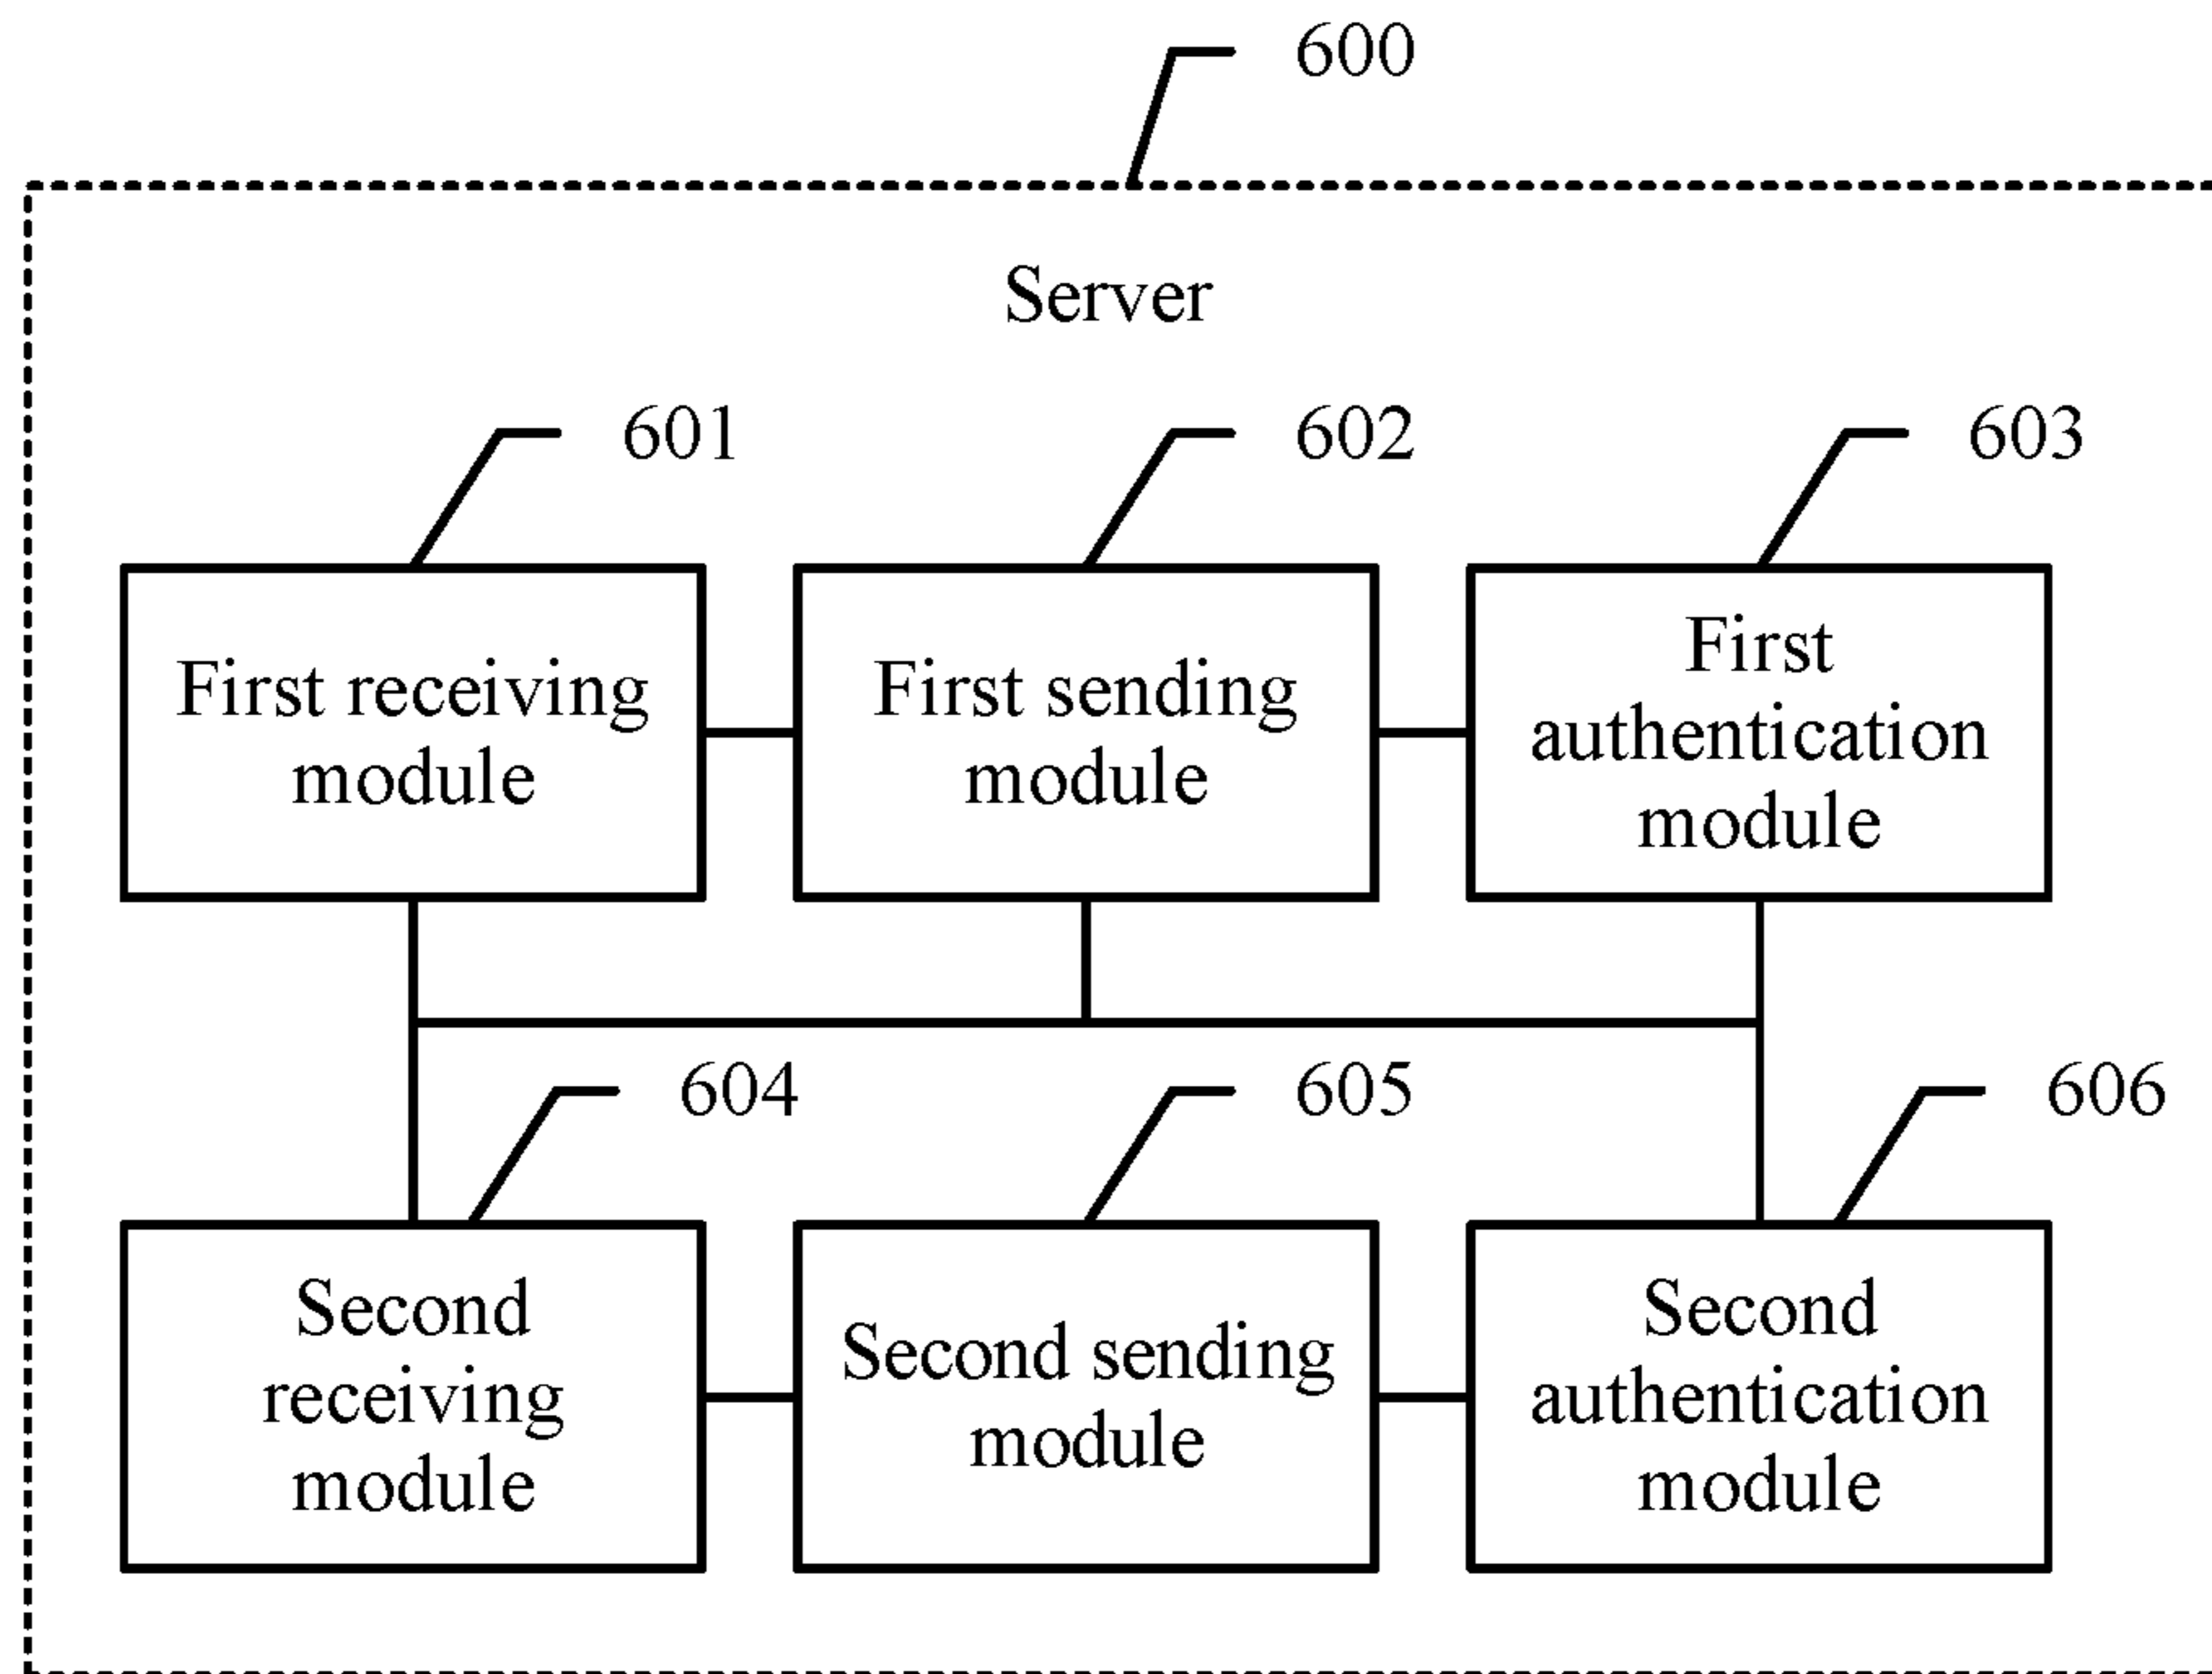 600
Server
601
602
603
First receiving
module
First sending
module
First
authentication
module
604
605
606
Second
receiving
module
Second sending
module
Second
authentication
module